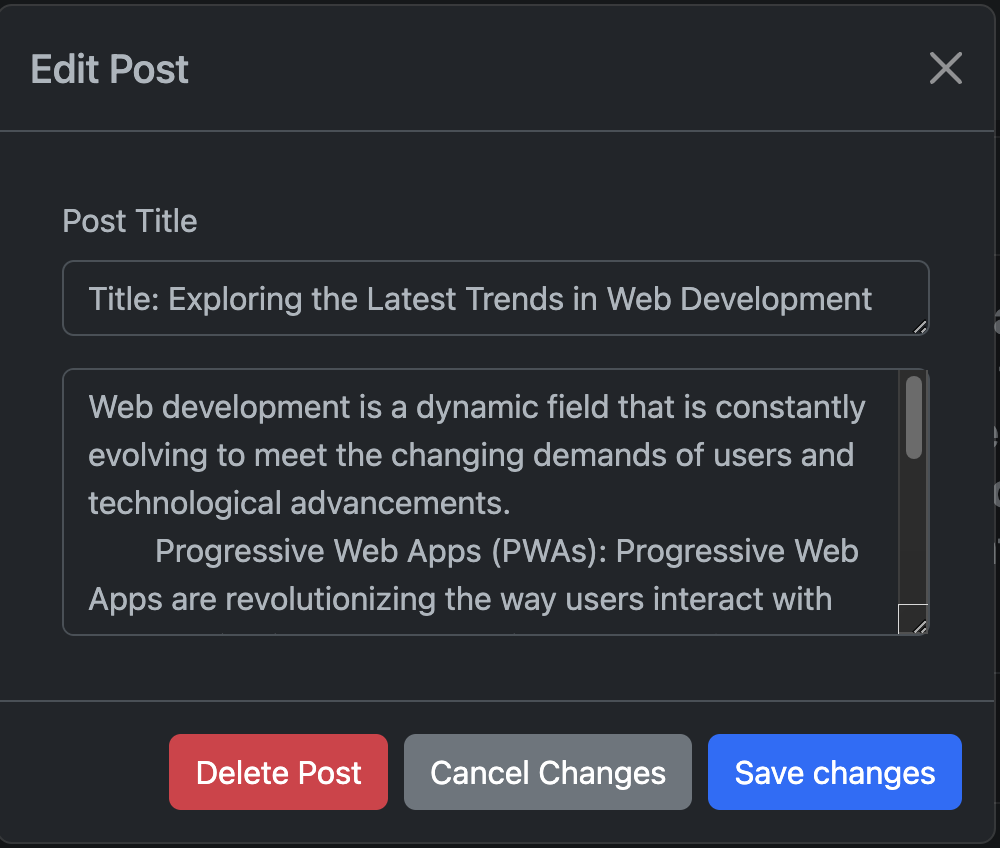 Edit Post
Post Title
Title: Exploring the Latest Trends in Web Development
Web development is a dynamic field that is constantly
evolving to meet the changing demands of users and
technological advancements.
Progressive Web Apps (PWAs): Progressive Web
Apps are revolutionizing the way users interact with
Delete Post
Cancel Changes
Save changes